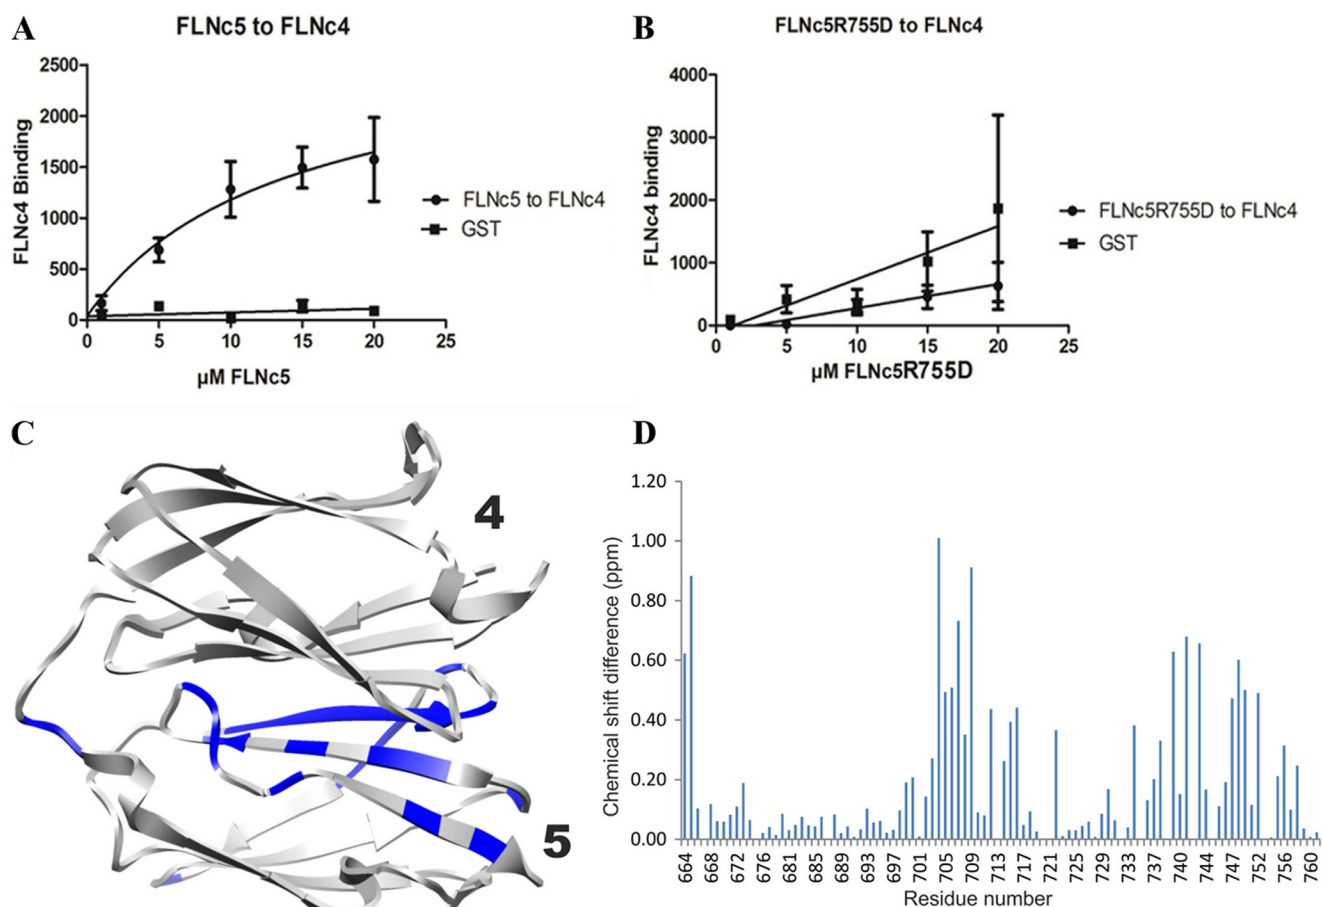 A
FLNc5 to FLNc4
2500
2000
1500
1000
500
0
FLNc4 Binding
0 5 10 15 20 25
µM FLNc5
FLNc5 to FLNc4
GST
B
FLNc5R755D to FLNc4
4000
3000
2000
1000
0
FLNc4 binding
0 5 10 15 20 25
µM FLNc5R755D
FLNc5R755D to FLNc4
GST
C
4
5
D
1.20
1.00
0.80
0.60
0.40
0.20
0.00
Chemical shift difference (ppm)
664 668 672 676 681 685 689 693 697 701 705 709 713 717 721 725 729 733 737 740 744 748 752 756 760
Residue number